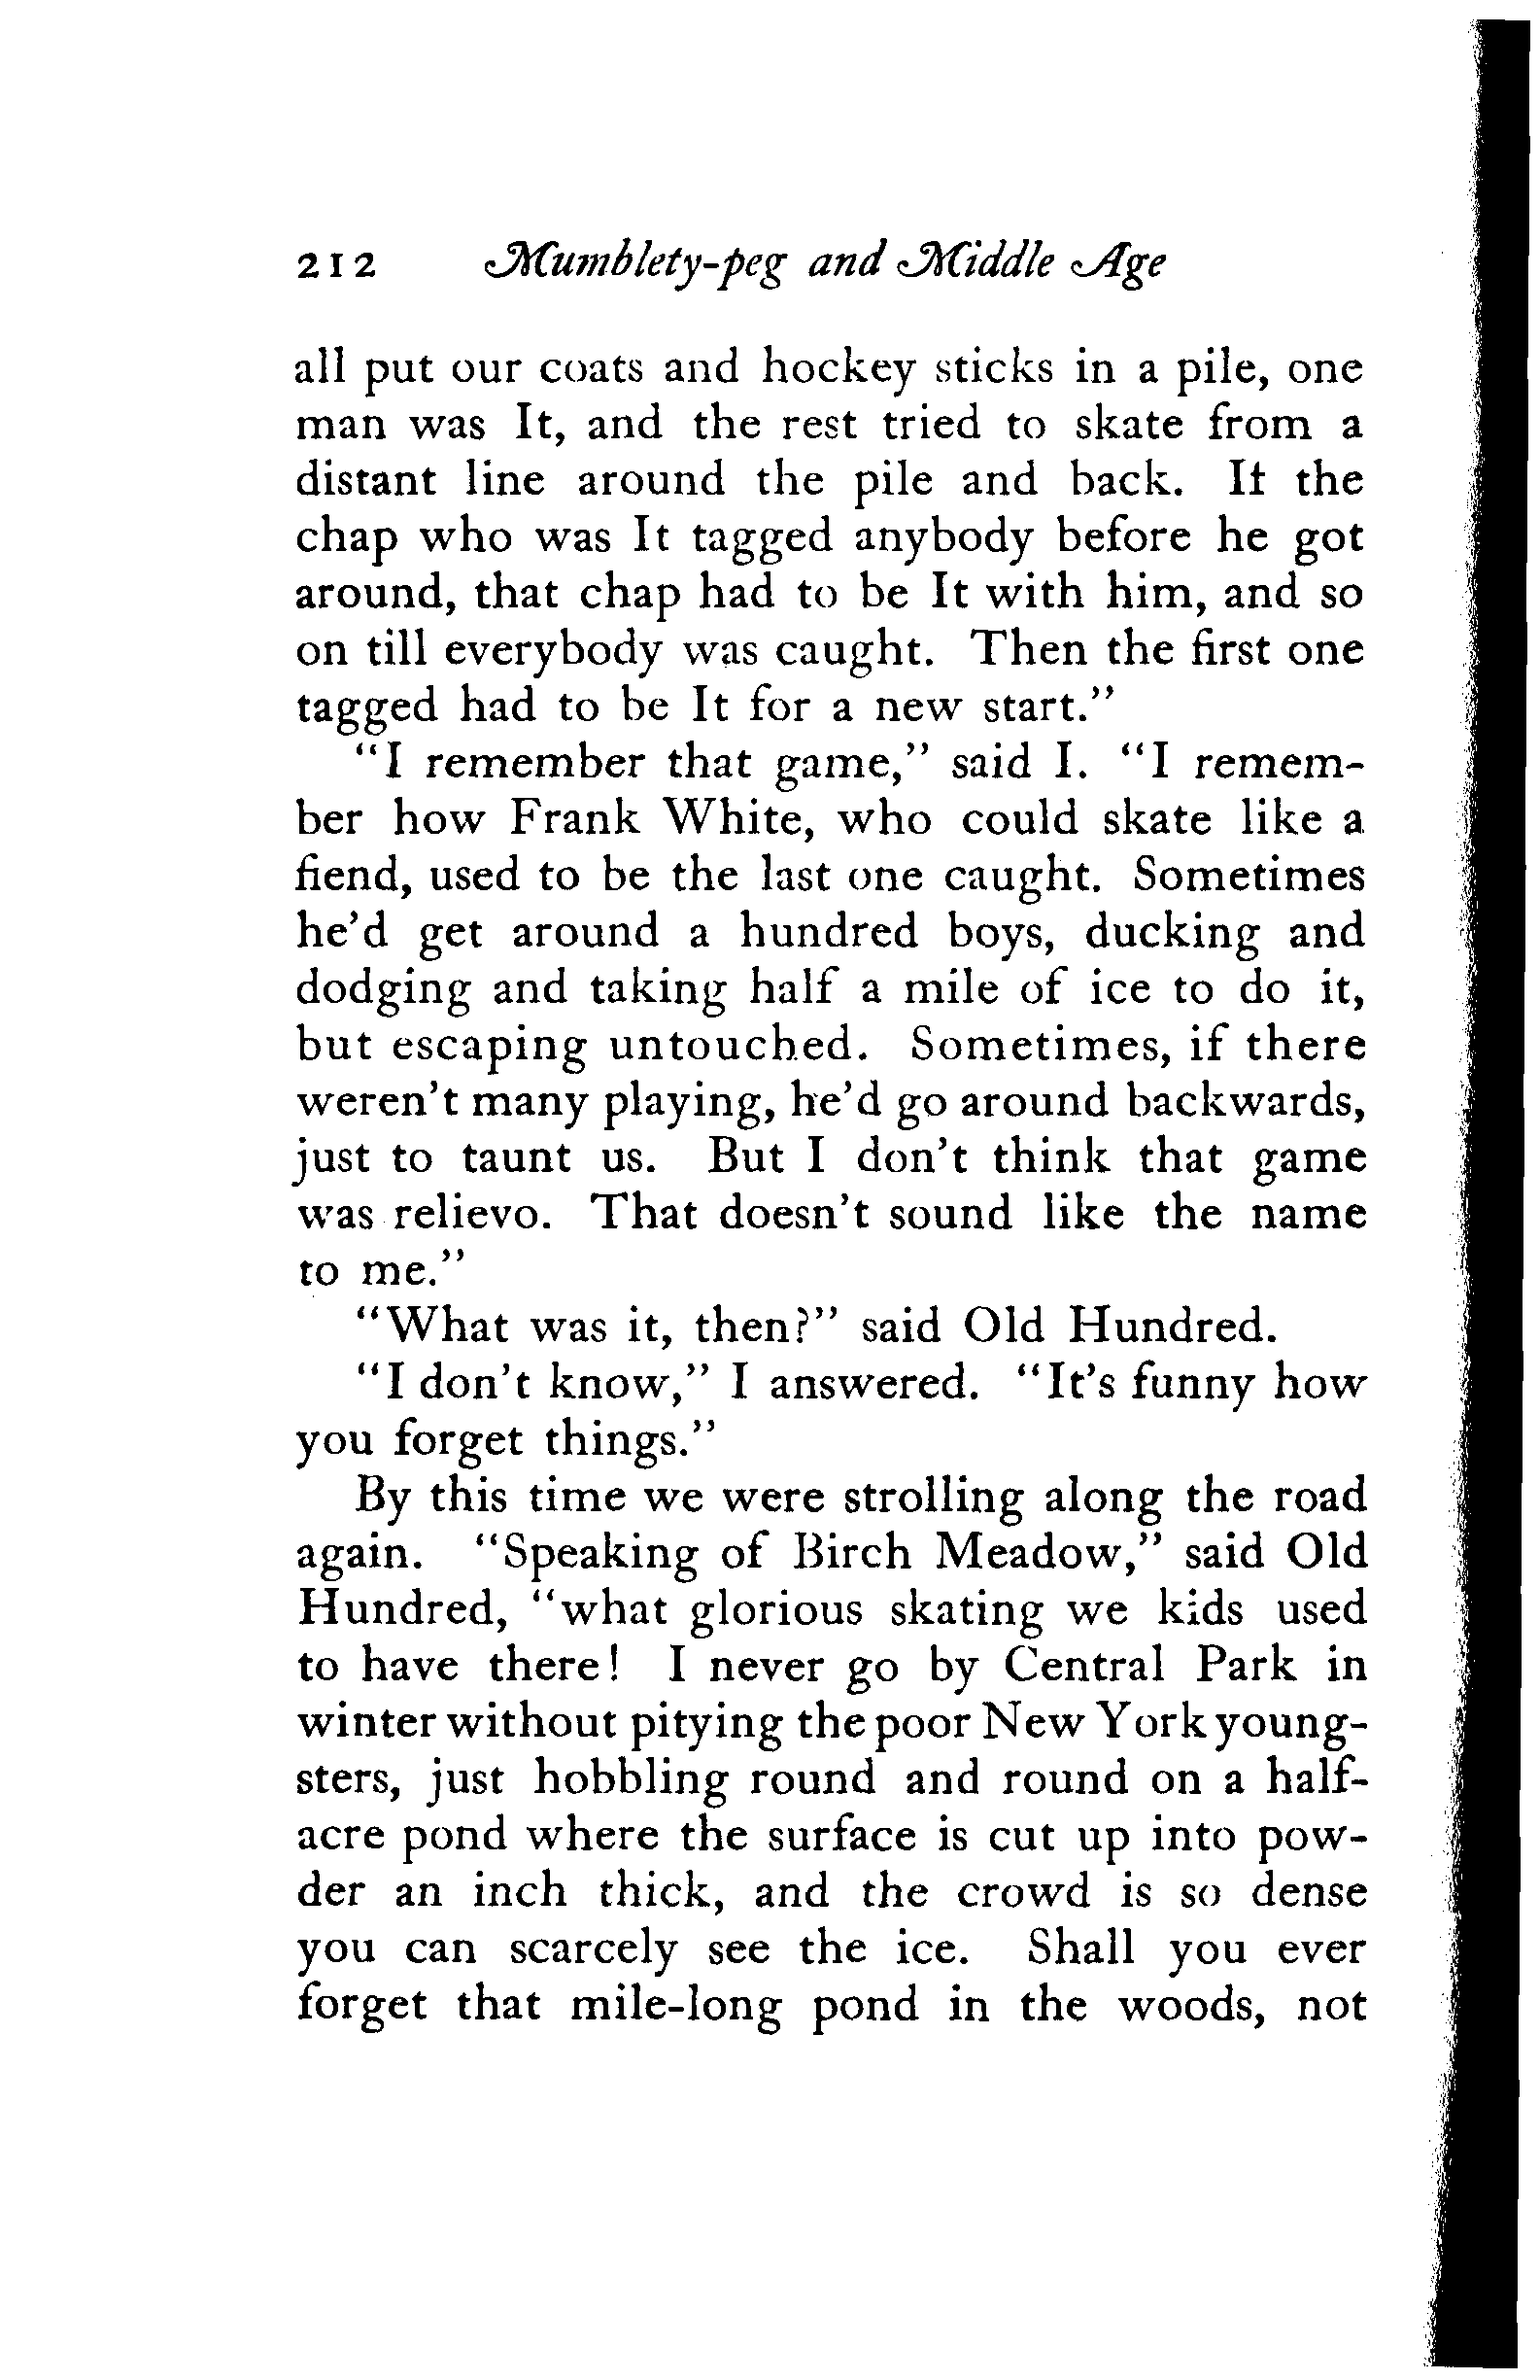 212 Mumblety-peg and Middle Age
all put our coats and hockey sticks in a pile, one
man was It, and the rest tried to skate from a
distant line around the pile and back. If the
chap who was It tagged anybody before he got
around, that chap had to be It with him, and so
on till everybody was caught. Then the first one
tagged had to be It for a new start."
"I remember that game," said I. "I remem-
ber how Frank White, who could skate like a
fiend, used to be the last one caught. Sometimes
he'd get around a hundred boys, ducking and
dodging and taking half a mile of ice to do it,
but escaping untouched. Sometimes, if there
weren't many playing, he'd go around backwards,
just to taunt us. But I don't think that game
was relievo. That doesn't sound like the name
to me."
"What was it, then?" said Old Hundred.
"I don't know," I answered. "It's funny how
you forget things."
By this time we were strolling along the road
again. "Speaking of Birch Meadow," said Old
Hundred, "what glorious skating we kids used
to have there! I never go by Central Park in
winter without pitying the poor New York young-
sters, just hobbling round and round on a half-
acre pond where the surface is cut up into pow-
der an inch thick, and the crowd is so dense
you can scarcely see the ice. Shall you ever
forget that mile-long pond in the woods, not